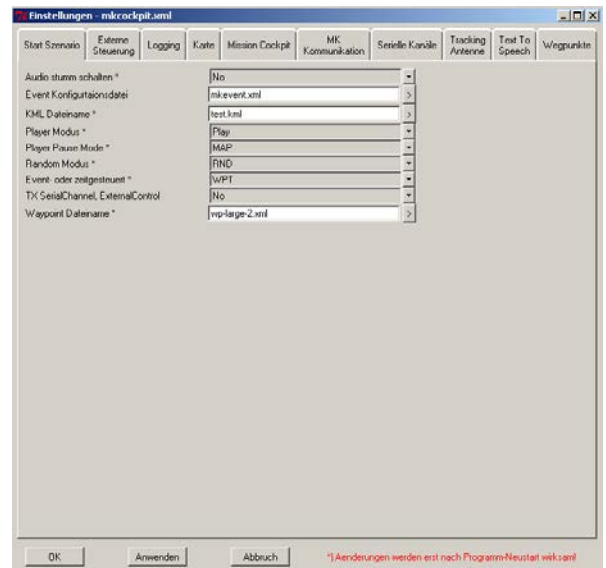 Einstellungen - mkcockpit.xml
Start Szenario
Externe Steuerung
Logging
Karte
Mission Cockpit
MK Kommunikation
Serielle Kanäle
Tracking Antenne
Text To Speech
Wegpunkte
Audio stumm schalten * No
Event Konfigurtaionsdatei mkevent.xml >
KML Dateiname * test.kml >
Player Modus * Play
Player Pause Mode * MAP
Random Modus * RND
Event- oder zeitgesteuert * WPT
TX SerialChannel, ExternalControl No
Waypoint Dateiname * wp-large-2.xml >
OK Anwenden Abbruch *) Aenderungen werden erst nach Programm-Neustart wirksam!